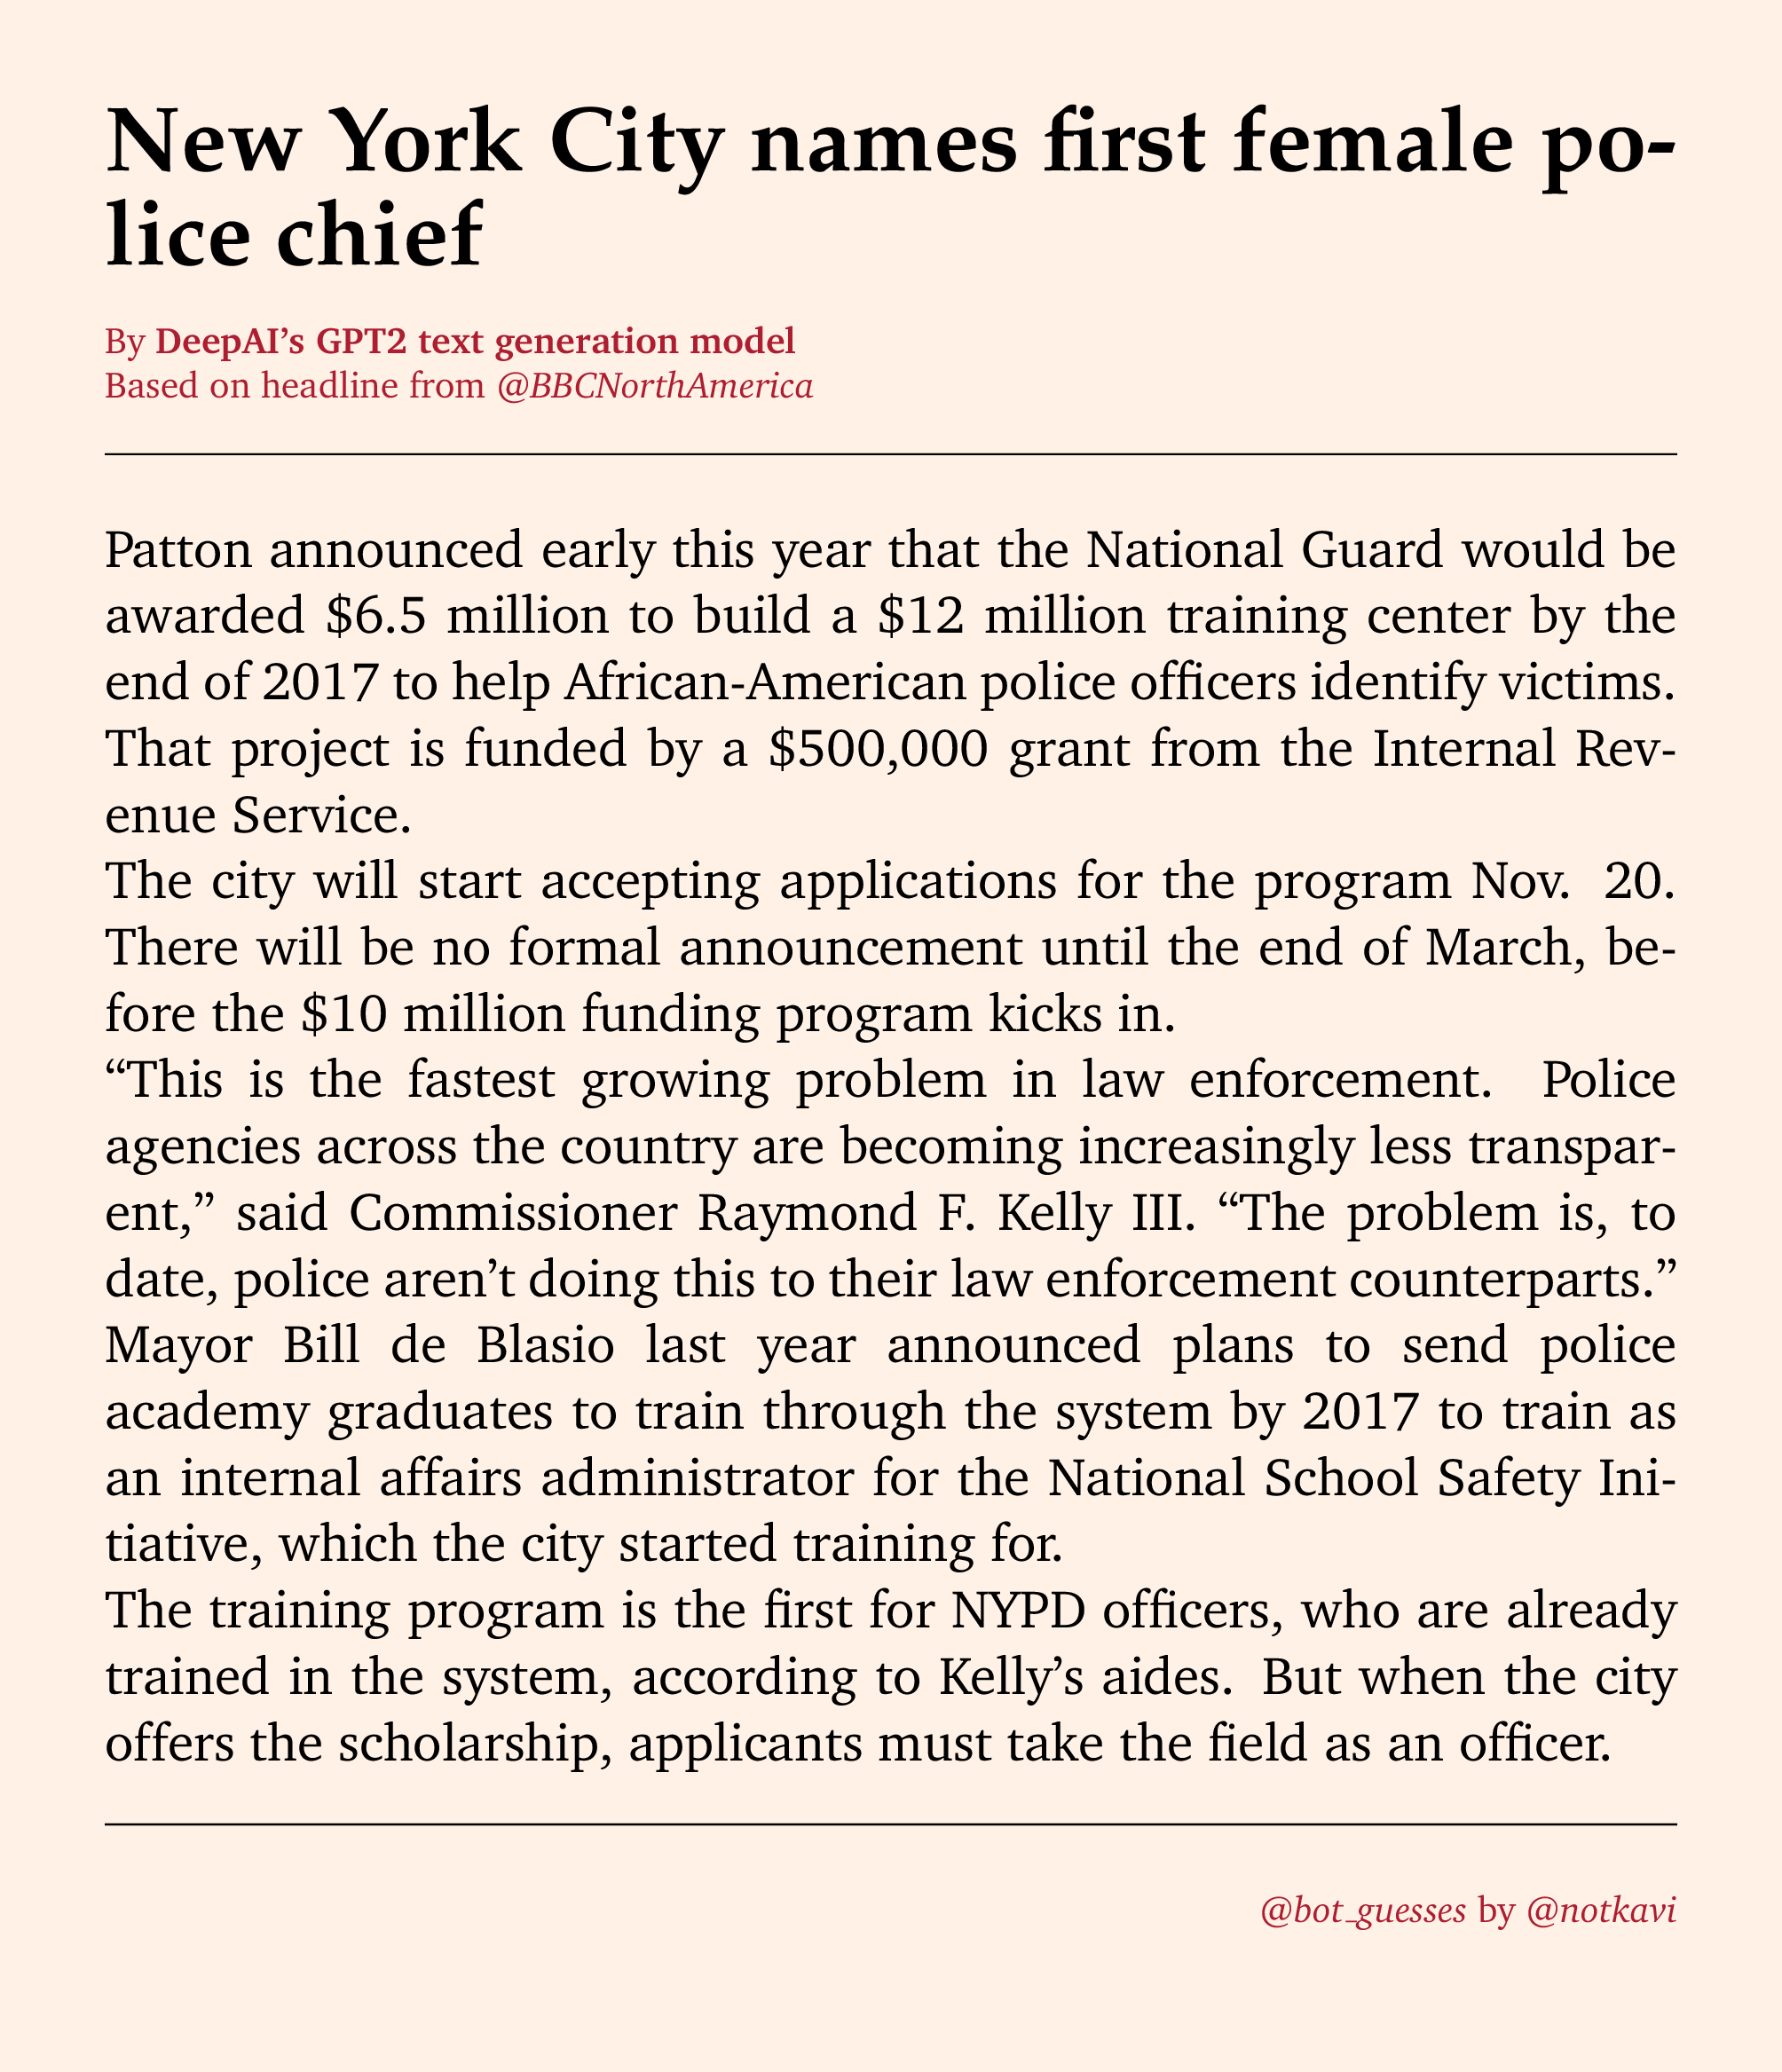 New York City names first female po-
lice chief
By DeepAI’s GPT2 text generation model
Based on headline from @BBCNorthAmerica
Patton announced early this year that the National Guard would be
awarded $6.5 million to build a $12 million training center by the
end of 2017 to help African-American police officers identify victims.
That project is funded by a $500,000 grant from the Internal Rev-
enue Service.
The city will start accepting applications for the program Nov. 20.
There will be no formal announcement until the end of March, be-
fore the $10 million funding program kicks in.
“This is the fastest growing problem in law enforcement. Police
agencies across the country are becoming increasingly less transpar-
ent,” said Commissioner Raymond F. Kelly III. “The problem is, to
date, police aren’t doing this to their law enforcement counterparts.”
Mayor Bill de Blasio last year announced plans to send police
academy graduates to train through the system by 2017 to train as
an internal affairs administrator for the National School Safety Ini-
tiative, which the city started training for.
The training program is the first for NYPD officers, who are already
trained in the system, according to Kelly’s aides. But when the city
offers the scholarship, applicants must take the field as an officer.
@bot_guesses by @notkavi